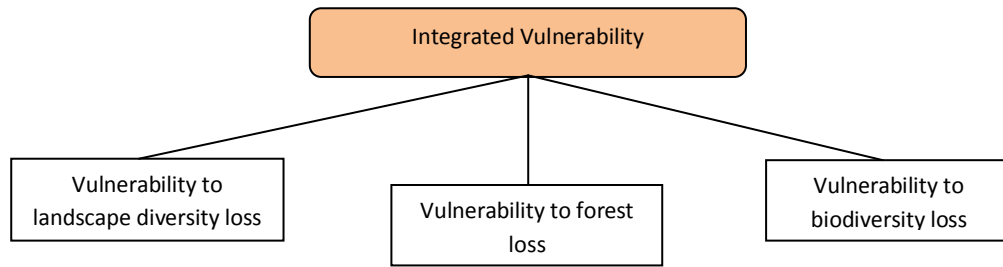 Integrated Vulnerability
Vulnerability to
landscape diversity loss
Vulnerability to forest
loss
Vulnerability to
biodiversity loss